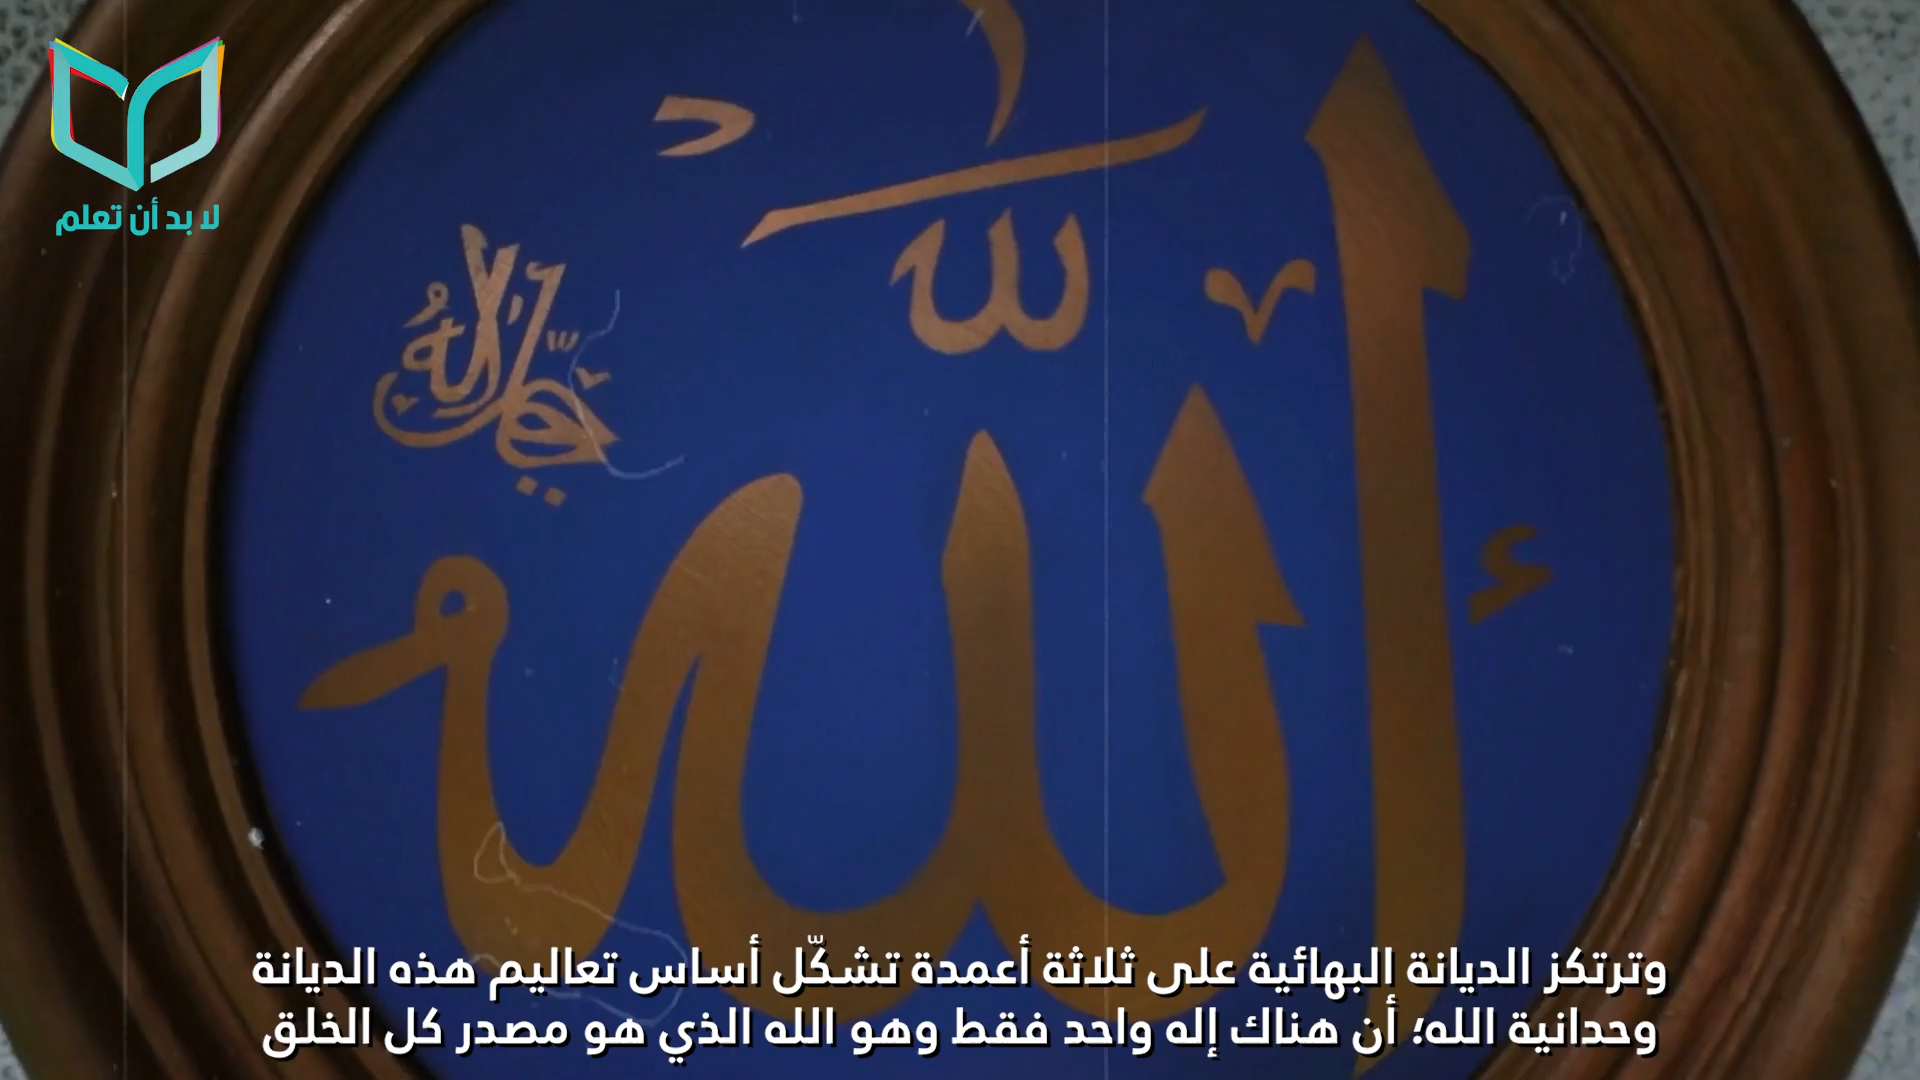 لا بد أن تعلم
الله
جل جلاله
وترتكز الديانة البهائية على ثلاثة أعمدة تشكّل أساس تعاليم هذه الديانة
وحدانية الله؛ أن هناك إله واحد فقط وهو الله الذي هو مصدر كل الخلق